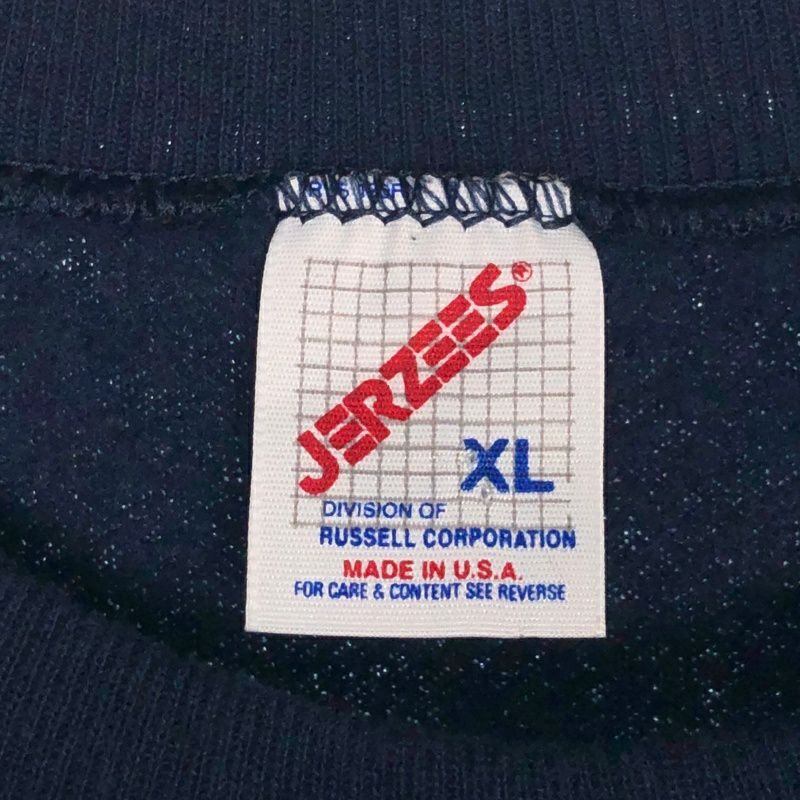 JERZEES®
XL
DIVISION OF
RUSSELL CORPORATION
MADE IN U.S.A.
FOR CARE & CONTENT SEE REVERSE